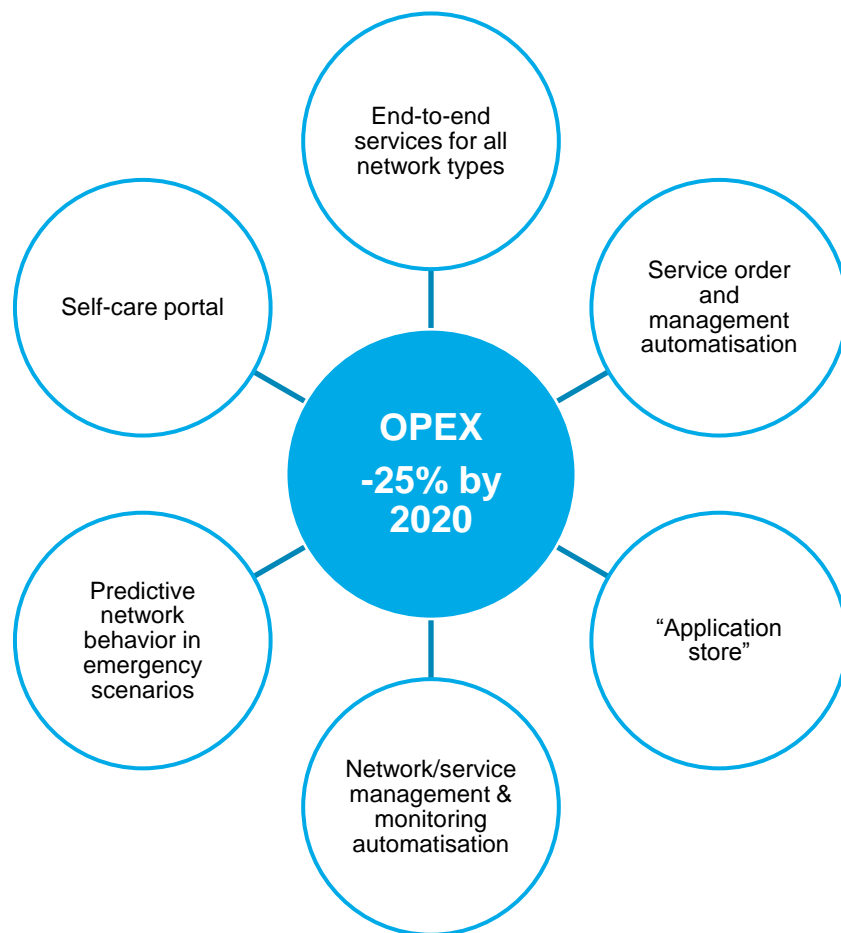 End-to-end
services for all
network types
Service order
and
management
automatisation
“Application
store”
Network/service
management &
monitoring
automatisation
Predictive
network
behavior in
emergency
scenarios
Self-care portal
OPEX
-25% by
2020